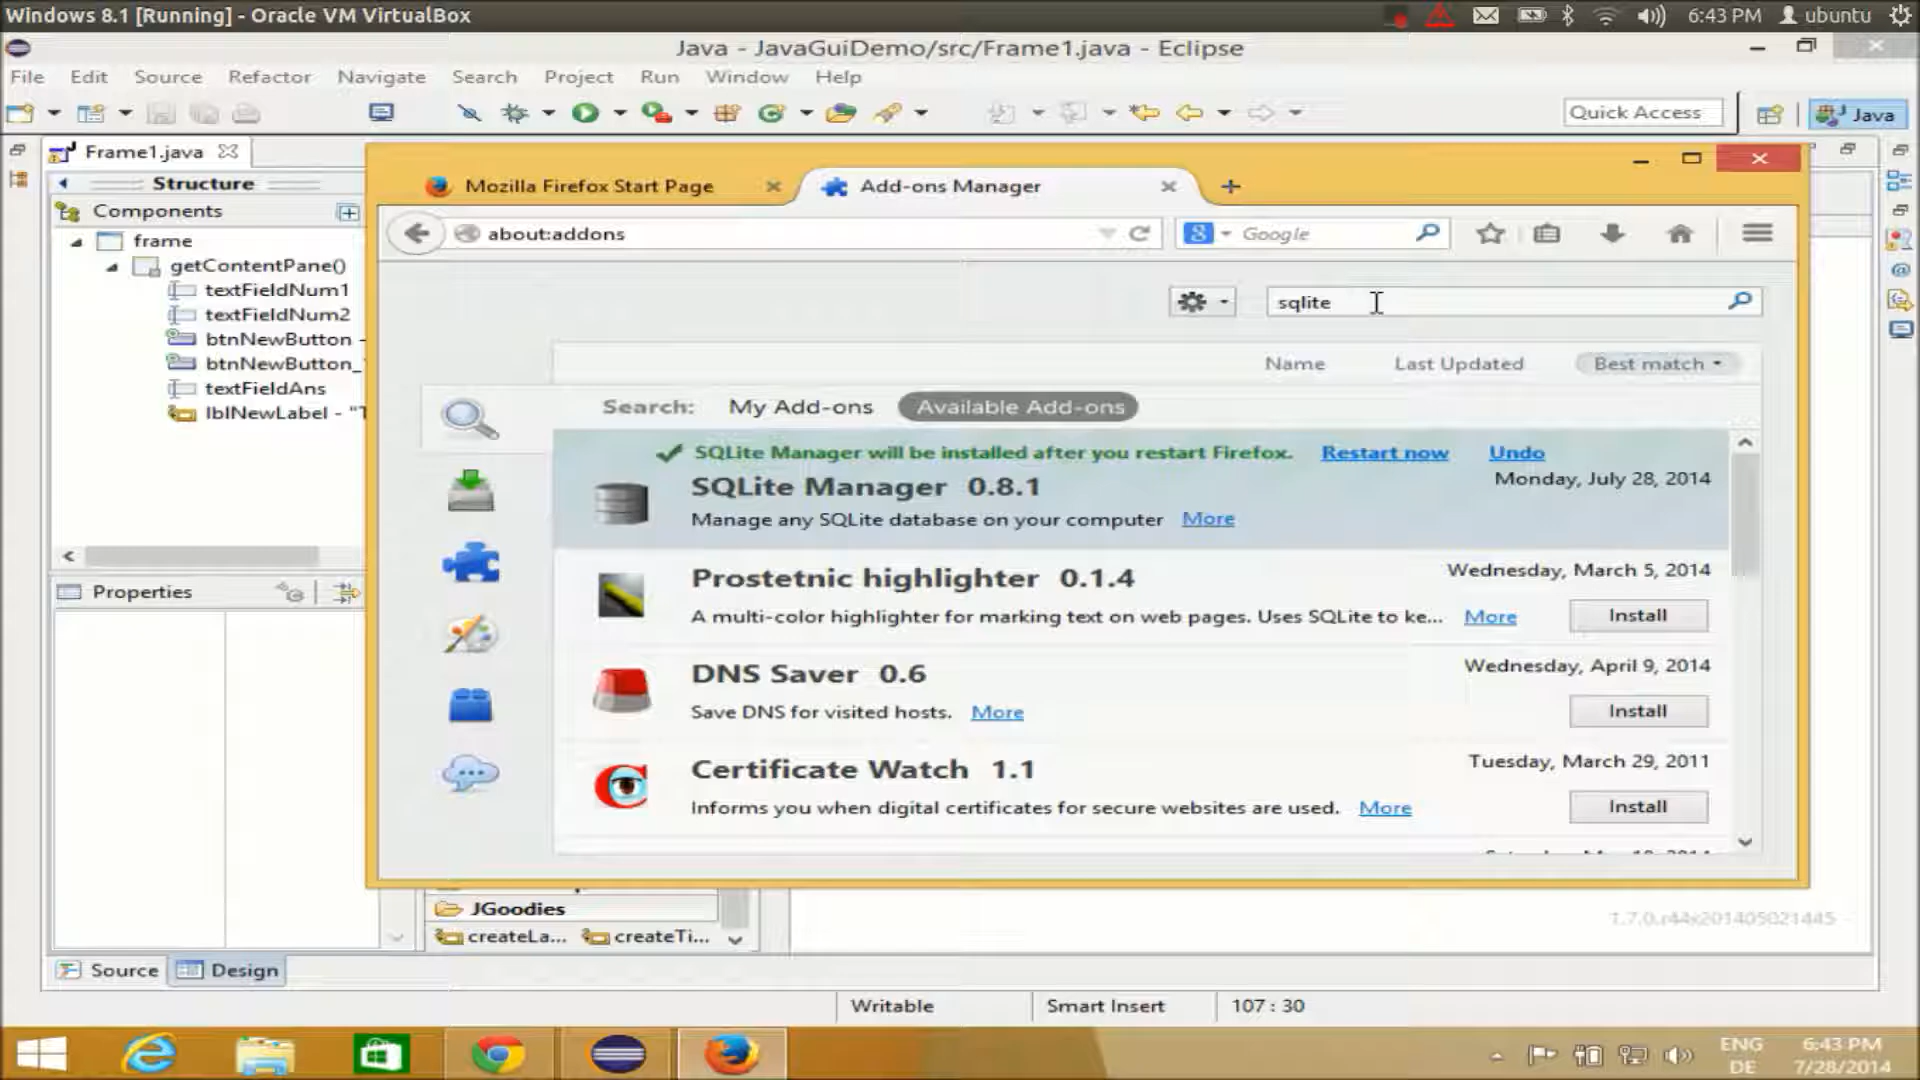 Windows 8.1 [Running] - Oracle VM VirtualBox
6:43 PM
ubuntu
Java - JavaGuiDemo/src/Frame1.java - Eclipse
File Edit Source Refactor Navigate Search Project Run Window Help
Quick Access
Java
Frame1.java
Structure
Components
frame
getContentPane()
textFieldNum1
textFieldNum2
btnNewButton -
btnNewButton_
textFieldAns
lblNewLabel - "T
Properties
Mozilla Firefox Start Page
Add-ons Manager
about:addons
Google
sqlite
Name Last Updated Best match
Search: My Add-ons Available Add-ons
SQLite Manager will be installed after you restart Firefox. Restart now Undo
SQLite Manager 0.8.1
Monday, July 28, 2014
Manage any SQLite database on your computer More
Prostetnic highlighter 0.1.4
Wednesday, March 5, 2014
A multi-color highlighter for marking text on web pages. Uses SQLite to ke... More
Install
DNS Saver 0.6
Wednesday, April 9, 2014
Save DNS for visited hosts. More
Install
Certificate Watch 1.1
Tuesday, March 29, 2011
Informs you when digital certificates for secure websites are used. More
Install
JGoodies
createLa... createTi...
1.7.0.r44x201405021445
Source Design
Writable Smart Insert 107 : 30
ENG
DE
6:43 PM
7/28/2014